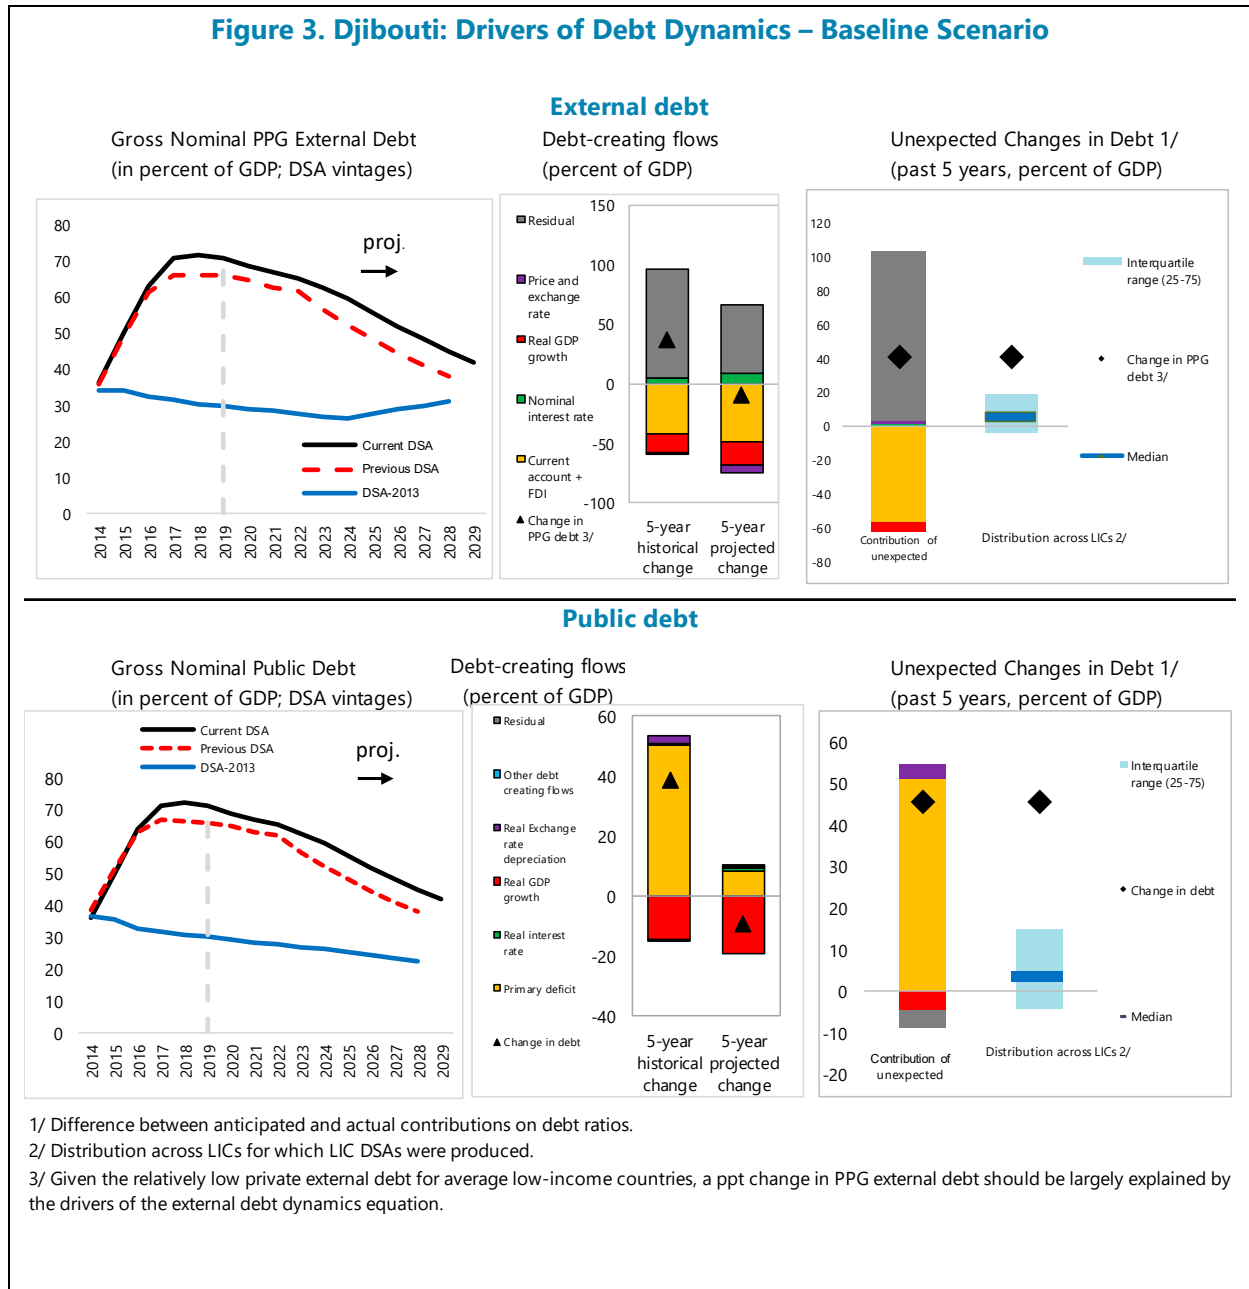 Figure 3. Djibouti: Drivers of Debt Dynamics – Baseline Scenario
External debt
Gross Nominal PPG External Debt
(in percent of GDP; DSA vintages)
80
70
60
50
40
30
20
10
0
proj.
Current DSA
Previous DSA
DSA-2013
2014
2015
2016
2017
2018
2019
2020
2021
2022
2023
2024
2025
2026
2027
2028
2029
Debt-creating flows
(percent of GDP)
Residual
Price and
exchange
rate
Real GDP
growth
Nominal
interest rate
Current
account +
FDI
Change in
PPG debt 3/
150
100
50
0
-50
-100
5-year
historical
change
5-year
projected
change
Unexpected Changes in Debt 1/
(past 5 years, percent of GDP)
120
100
80
60
40
20
0
-20
-40
-60
-80
Interquartile
range (25-75)
Change in PPG
debt 3/
Median
Contribution of
unexpected
Distribution across LICs 2/
Public debt
Gross Nominal Public Debt
(in percent of GDP; DSA vintages)
Current DSA
Previous DSA
DSA-2013
proj.
80
70
60
50
40
30
20
10
0
2014
2015
2016
2017
2018
2019
2020
2021
2022
2023
2024
2025
2026
2027
2028
2029
Debt-creating flows
(percent of GDP)
Residual
Other debt
creating flows
Real Exchange
rate
depreciation
Real GDP
growth
Real interest
rate
Primary deficit
Change in debt
60
40
20
0
-20
-40
5-year
historical
change
5-year
projected
change
Unexpected Changes in Debt 1/
(past 5 years, percent of GDP)
60
50
40
30
20
10
0
-10
-20
Interquartile
range (25-75)
Change in debt
Median
Contribution of
unexpected
Distribution across LICs 2/
1/ Difference between anticipated and actual contributions on debt ratios.
2/ Distribution across LICs for which LIC DSAs were produced.
3/ Given the relatively low private external debt for average low-income countries, a ppt change in PPG external debt should be largely explained by
the drivers of the external debt dynamics equation.